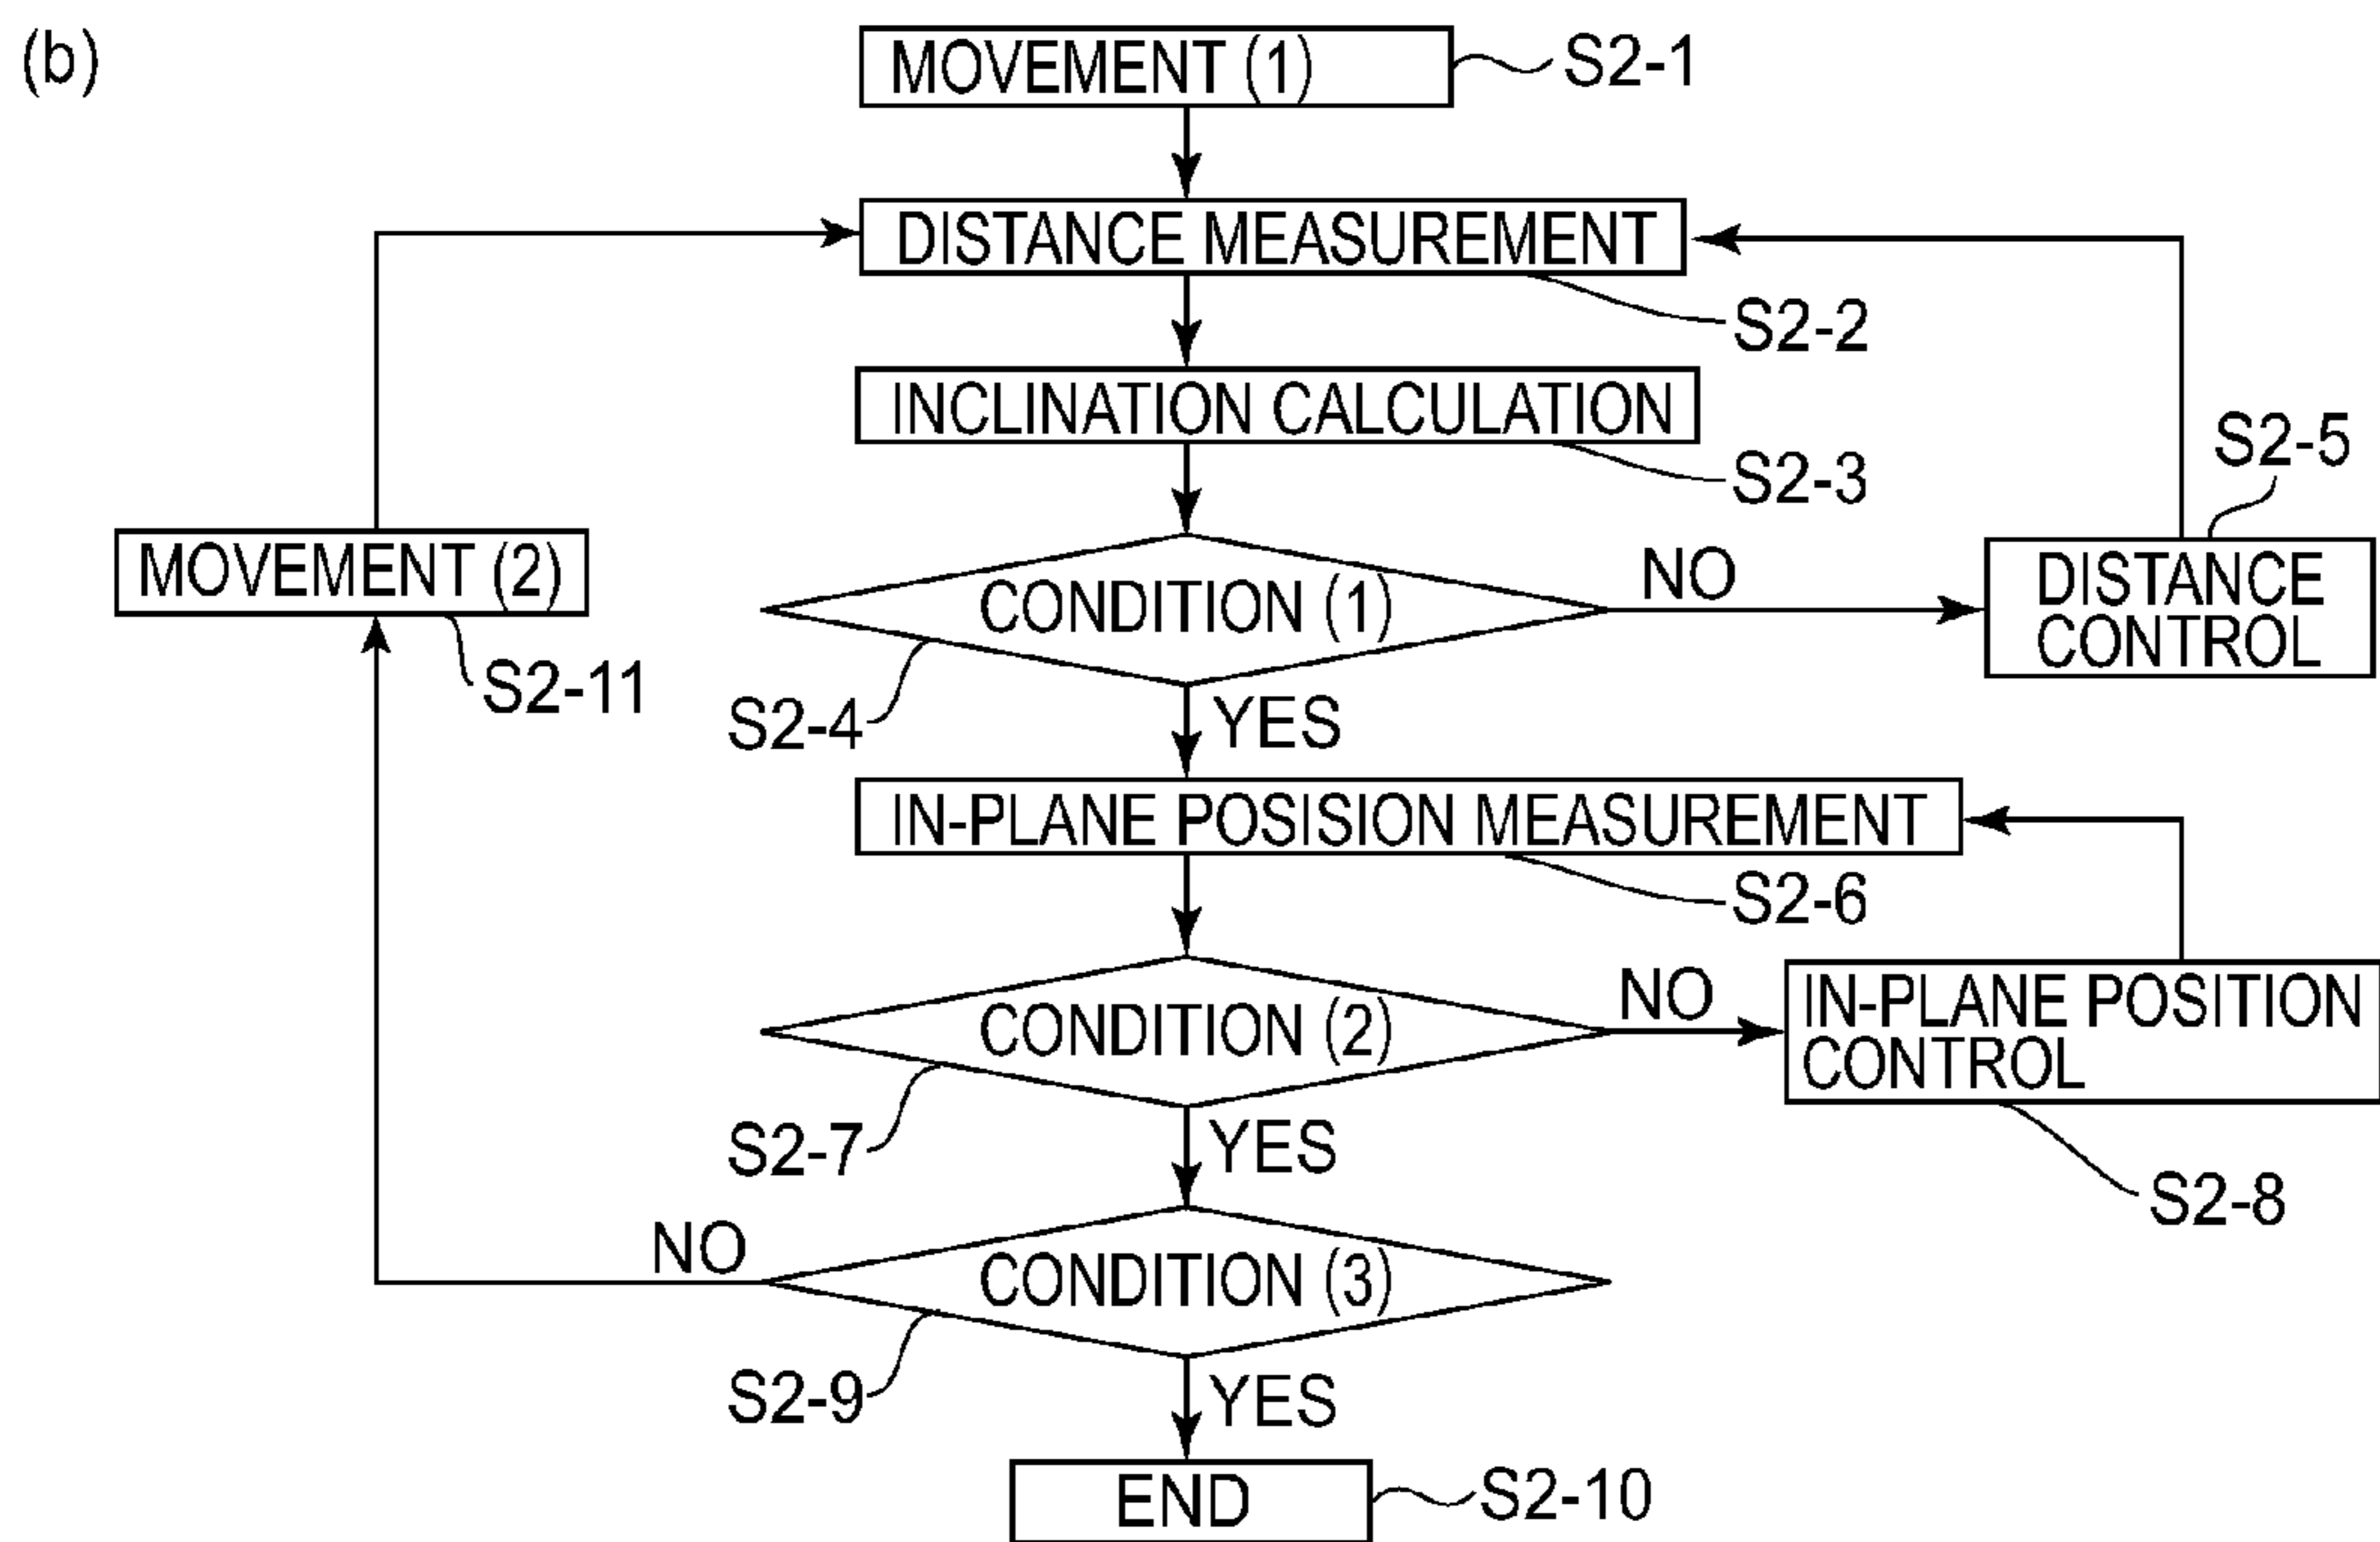 (b)
MOVEMENT (1)
S2-1
DISTANCE MEASUREMENT
S2-2
INCLINATION CALCULATION
S2-3
S2-5
MOVEMENT (2)
S2-11
CONDITION (1)
NO
DISTANCE
CONTROL
S2-4
YES
IN-PLANE POSISION MEASUREMENT
S2-6
CONDITION (2)
NO
IN-PLANE POSITION
CONTROL
S2-7
YES
S2-8
NO
CONDITION (3)
S2-9
YES
END
S2-10